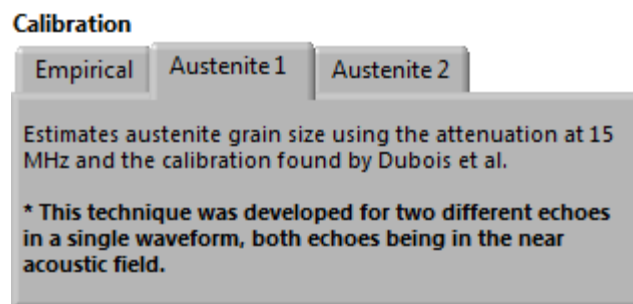 Calibration
Empirical Austenite 1 Austenite 2
Estimates austenite grain size using the attenuation at 15
MHz and the calibration found by Dubois et al.
* This technique was developed for two different echoes
in a single waveform, both echoes being in the near
acoustic field.